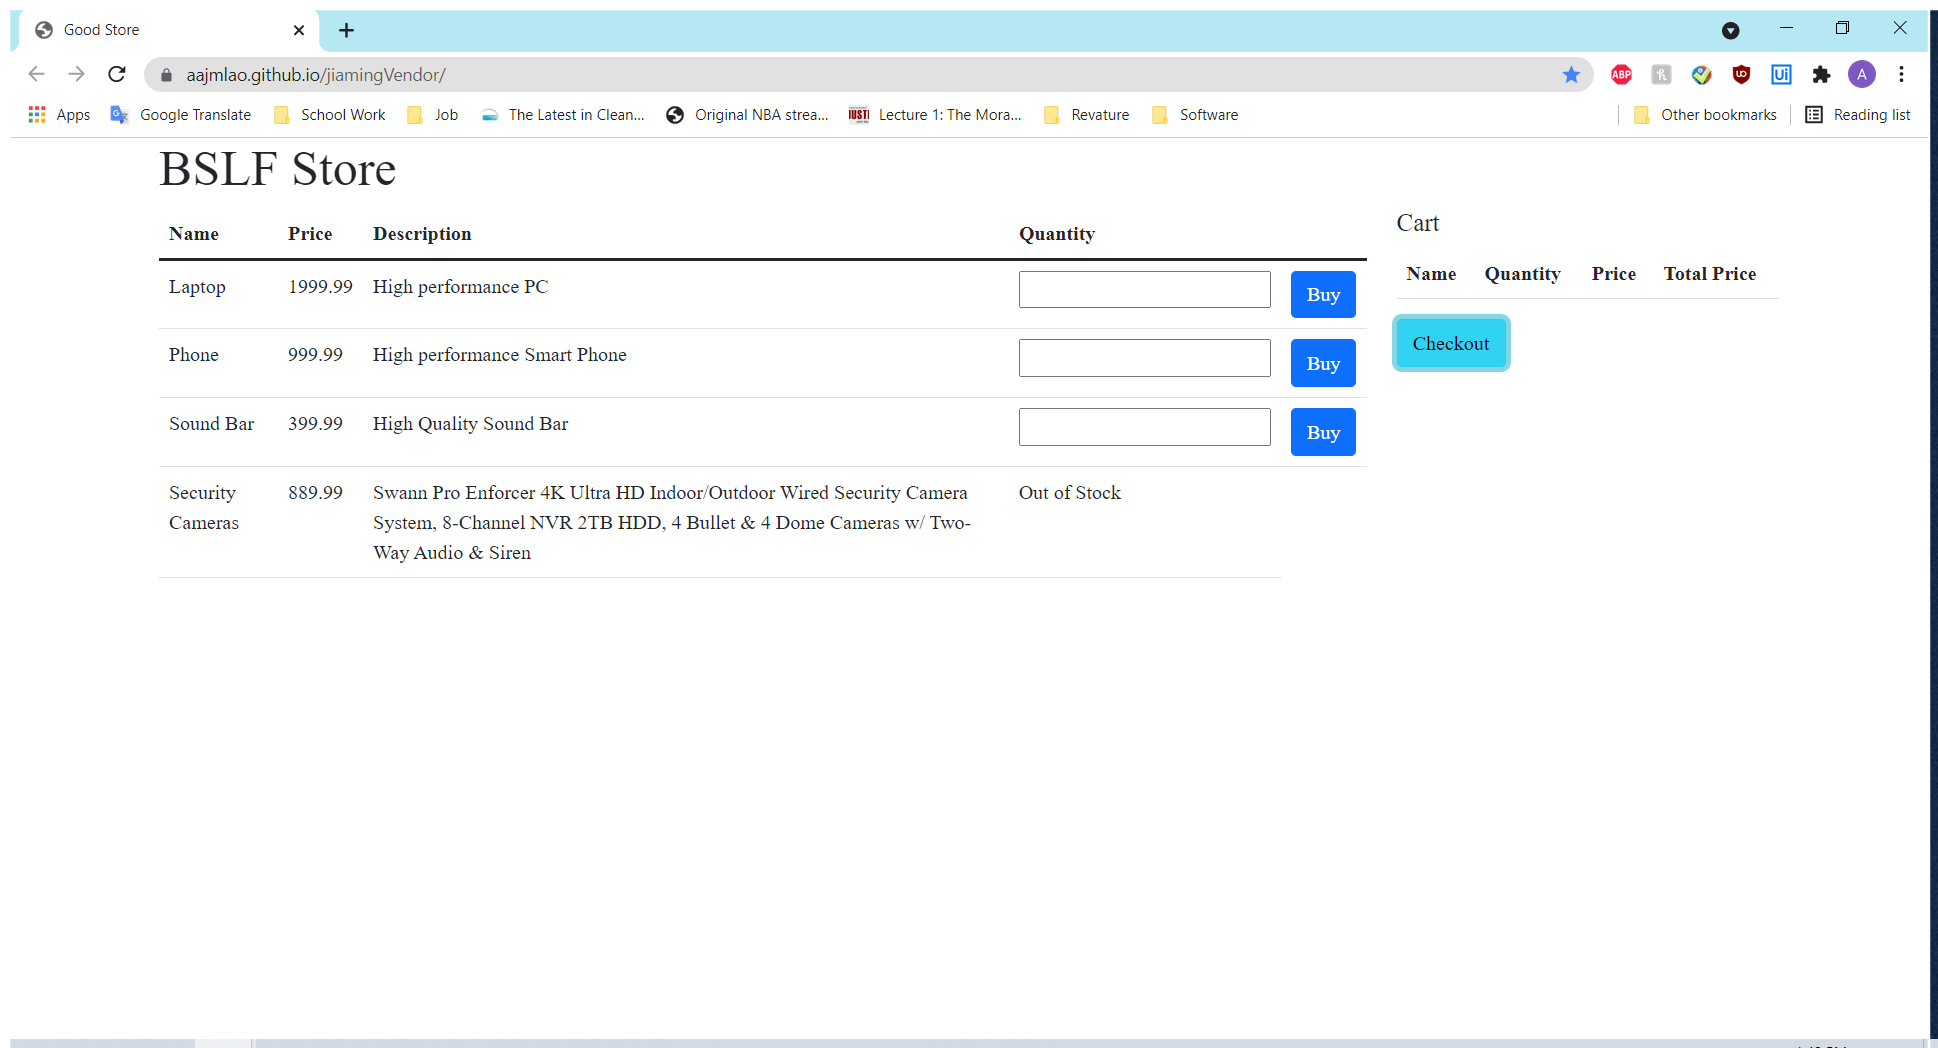 Good Store
aajmlao.github.io/jiamingVendor/
ABP
Ui
A
Apps
Google Translate
School Work
Job
The Latest in Clean...
Original NBA strea...
Lecture 1: The Mora...
Revature
Software
Other bookmarks
Reading list
BSLF Store
Name Price Description Quantity
Laptop 1999.99 High performance PC Buy
Phone 999.99 High performance Smart Phone Buy
Sound Bar 399.99 High Quality Sound Bar Buy
Security 889.99 Swann Pro Enforcer 4K Ultra HD Indoor/Outdoor Wired Security Camera Out of Stock
Cameras System, 8-Channel NVR 2TB HDD, 4 Bullet & 4 Dome Cameras w/ Two-
Way Audio & Siren
Cart
Name Quantity Price Total Price
Checkout